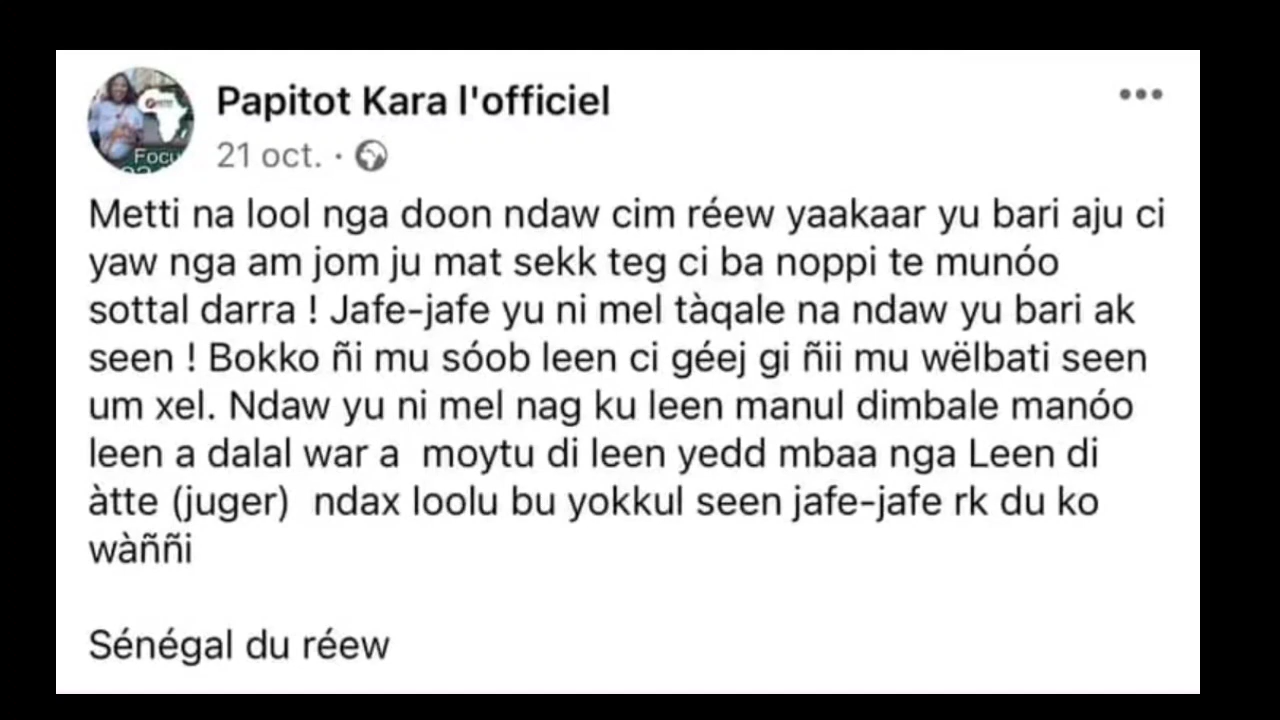 Papitot Kara l'officiel
21 oct. ·
Metti na lool nga doon ndaw cim réew yaakaar yu bari aju ci
yaw nga am jom ju mat sekk teg ci ba noppi te munóo
sottal darra ! Jafe-jafe yu ni mel tàqale na ndaw yu bari ak
seen ! Bokko ñi mu sóob leen ci géej gi ñii mu wëlbati seen
um xel. Ndaw yu ni mel nag ku leen manul dimbale manóo
leen a dalal war a  moytu di leen yedd mbaa nga Leen di
àtte (juger)  ndax loolu bu yokkul seen jafe-jafe rk du ko
wàññi
Sénégal du réew
Focu